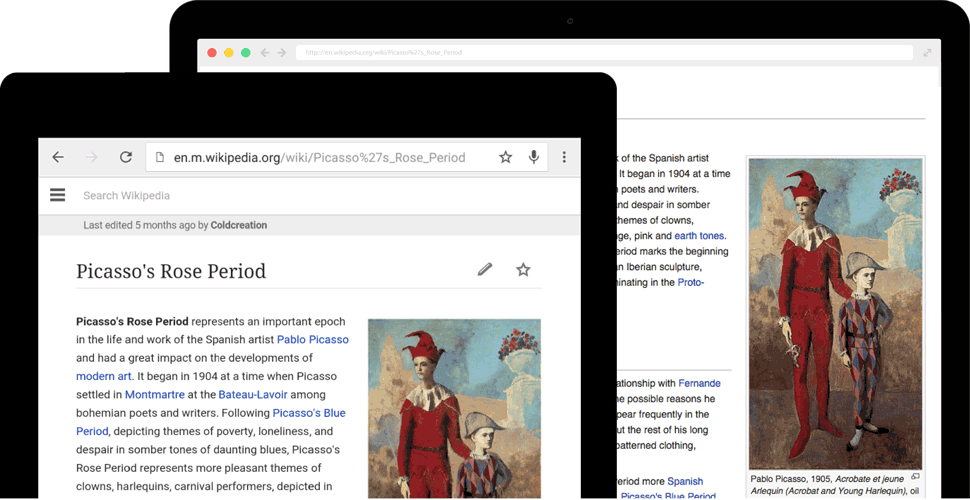 http://en.wikipedia.org/wiki/Picasso%27s_Rose_Period
en.m.wikipedia.org/wiki/Picasso%27s_Rose_Period
Search Wikipedia
Last edited 5 months ago by Coldcreation
Picasso's Rose Period
Picasso's Rose Period represents an important epoch
in the life and work of the Spanish artist Pablo Picasso
and had a great impact on the developments of
modern art. It began in 1904 at a time when Picasso
settled in Montmartre at the Bateau-Lavoir among
bohemian poets and writers. Following Picasso's Blue
Period, depicting themes of poverty, loneliness, and
despair in somber tones of daunting blues, Picasso's
Rose Period represents more pleasant themes of
clowns, harlequins, carnival performers, depicted in
of the Spanish artist
It began in 1904 at a time
poets and writers.
nd despair in somber
hemes of clowns,
ge, pink and earth tones.
eriod marks the beginning
n Iberian sculpture,
minating in the Proto-
ationship with Fernande
he possible reasons he
pear frequently in the
ut the rest of his long
patterned clothing,
eriod more Spanish
Picasso's Blue Period
Pablo Picasso, 1905, Acrobate et jeune
Arlequin (Acrobat and Young Harlequin), oil